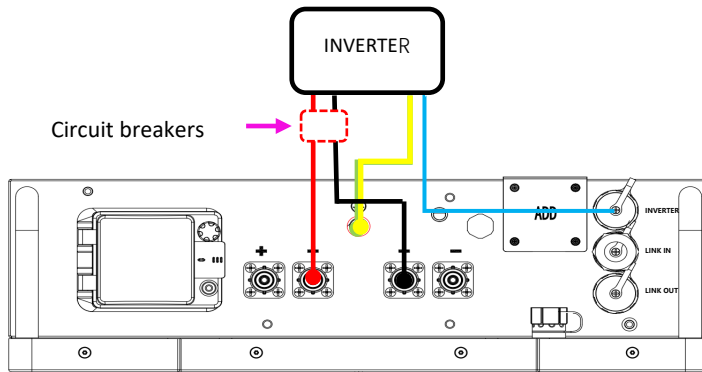 INVERTER
Circuit breakers
ADD
INVERTER
LINK IN
LINK OUT
+
−